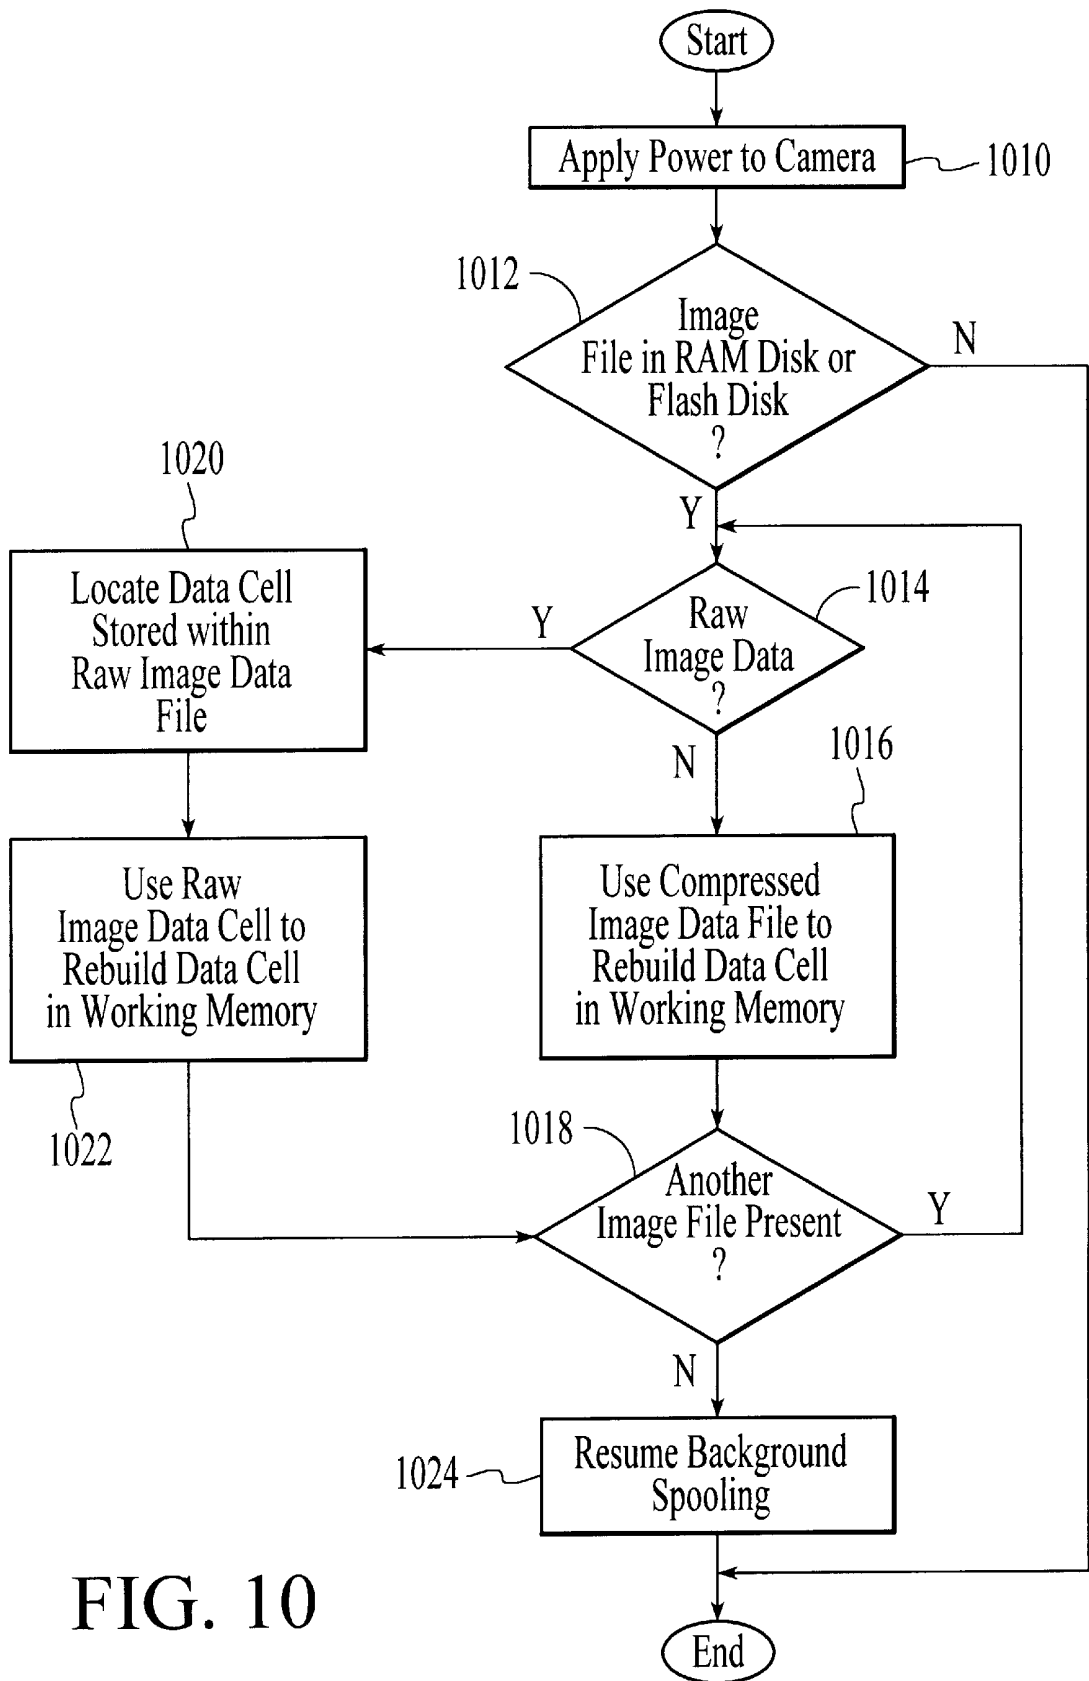 Start
Apply Power to Camera
1010
1012
Image
File in RAM Disk or
Flash Disk
?
N
Y
1020
Locate Data Cell
Stored within
Raw Image Data
File
Y
Raw
Image Data
?
1014
N
1016
Use Raw
Image Data Cell to
Rebuild Data Cell
in Working Memory
1022
Use Compressed
Image Data File to
Rebuild Data Cell
in Working Memory
1018
Another
Image File Present
?
Y
N
1024
Resume Background
Spooling
End
FIG. 10